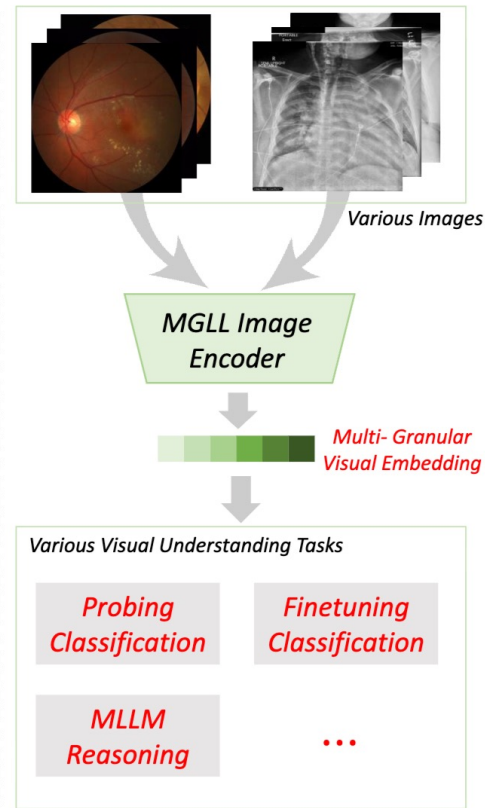 Various Images
MGLL Image
Encoder
Multi- Granular
Visual Embedding
Various Visual Understanding Tasks
Probing
Classification
Finetuning
Classification
MLLM
Reasoning
...